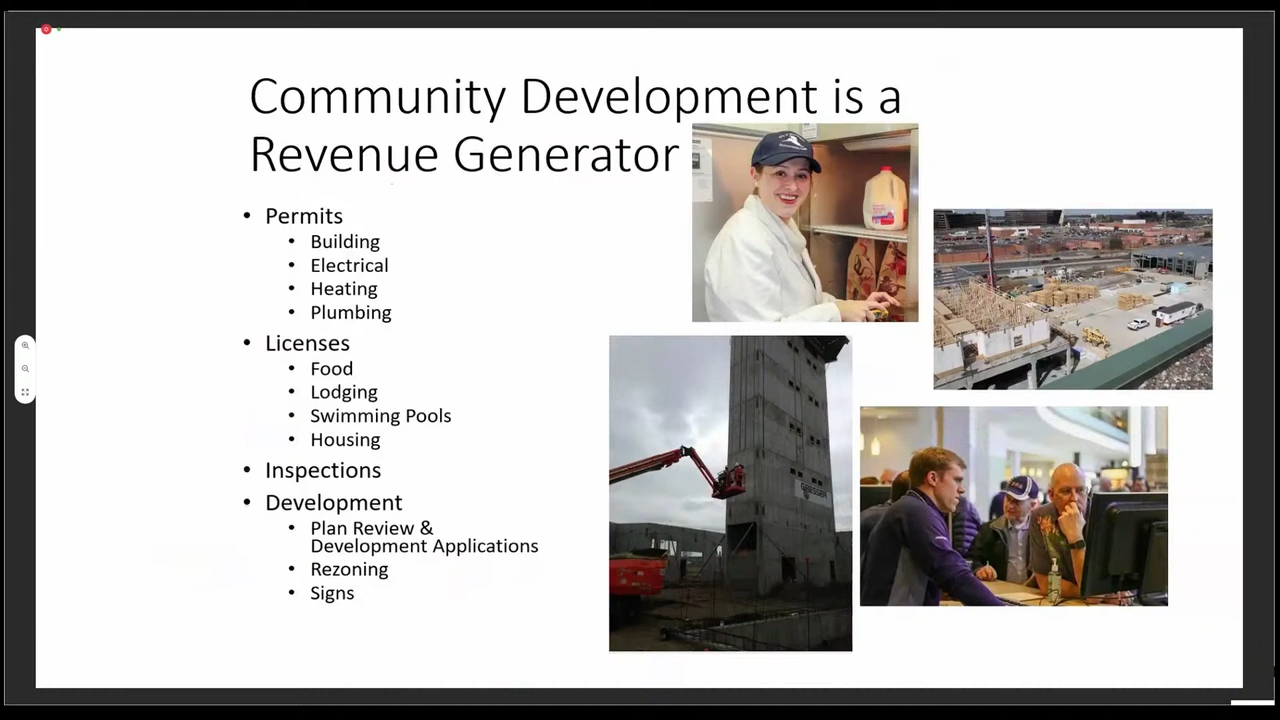 Community Development is a
Revenue Generator
• Permits
• Building
• Electrical
• Heating
• Plumbing
• Licenses
• Food
• Lodging
• Swimming Pools
• Housing
• Inspections
• Development
• Plan Review &
Development Applications
• Rezoning
• Signs